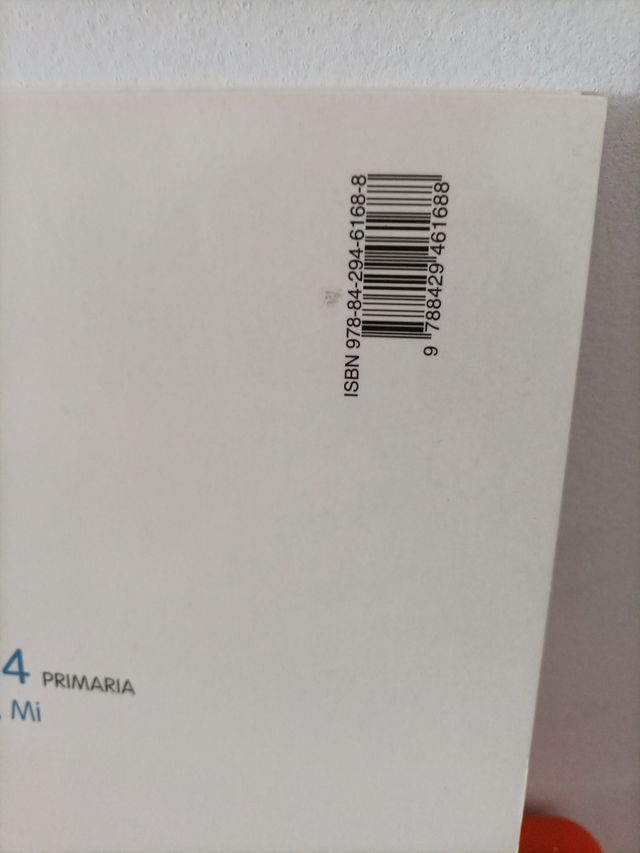 ISBN 978-84-294-6168-8
9 788429 461688
4 PRIMARIA
, Mi